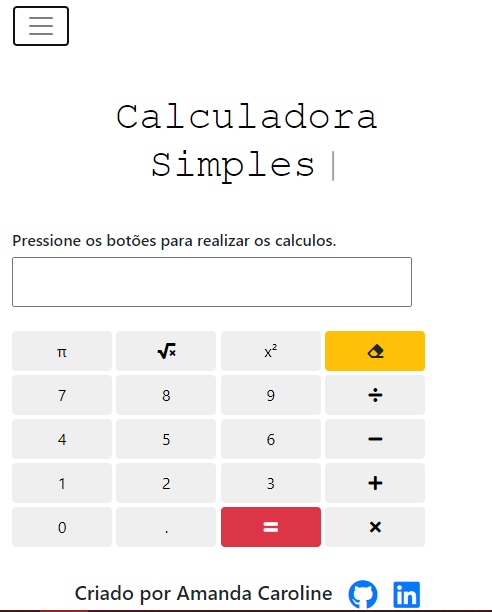 Calculadora
Simples
Pressione os botões para realizar os calculos.
π √x x²
7 8 9 ÷
4 5 6 −
1 2 3 +
0 . = ×
Criado por Amanda Caroline in